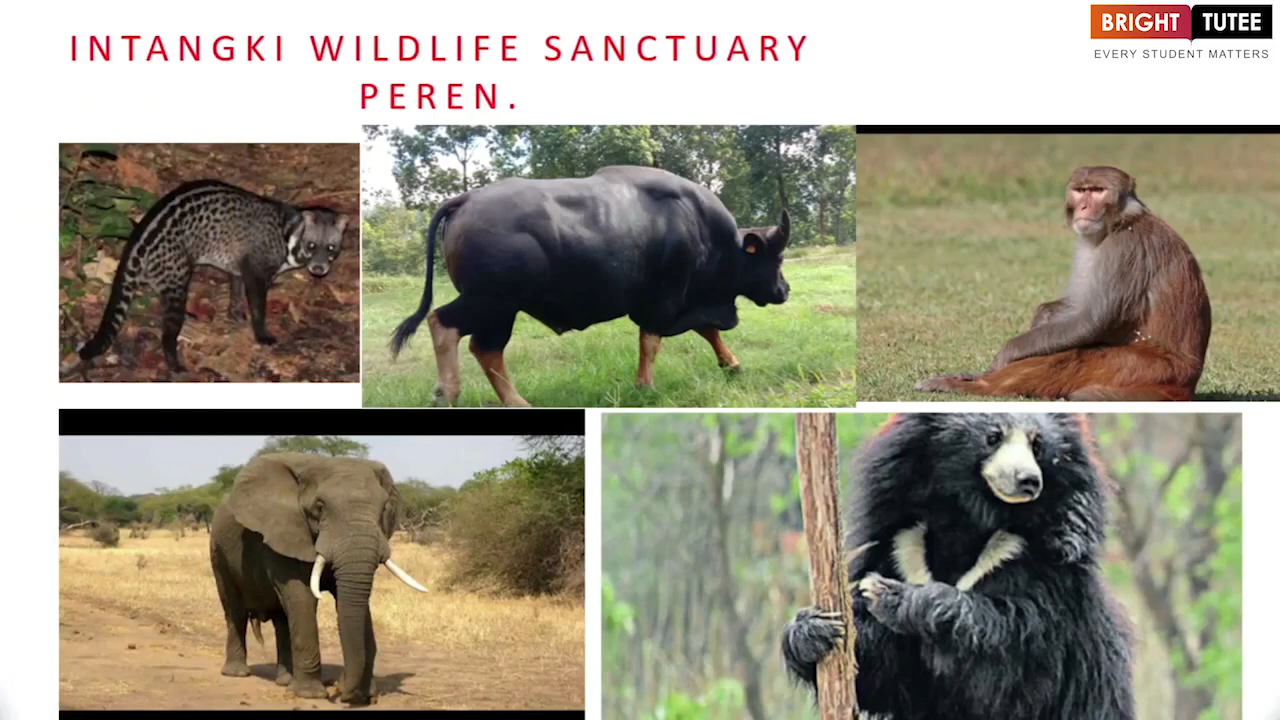 INTANGKI WILDLIFE SANCTUARY
PEREN.
BRIGHT TUTEE
EVERY STUDENT MATTERS